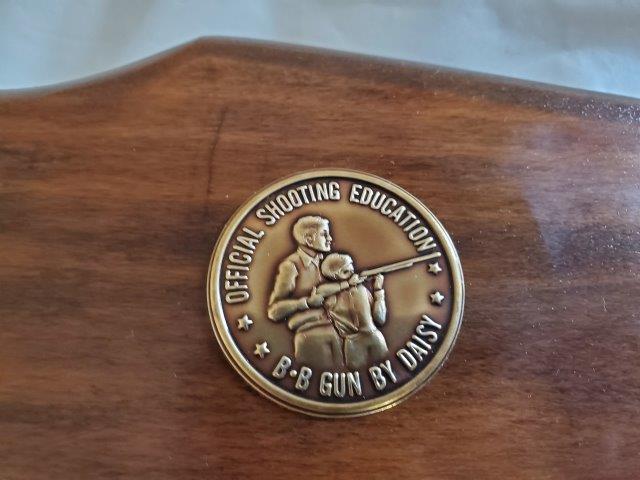 OFFICIAL SHOOTING EDUCATION
B•B GUN BY DAISY